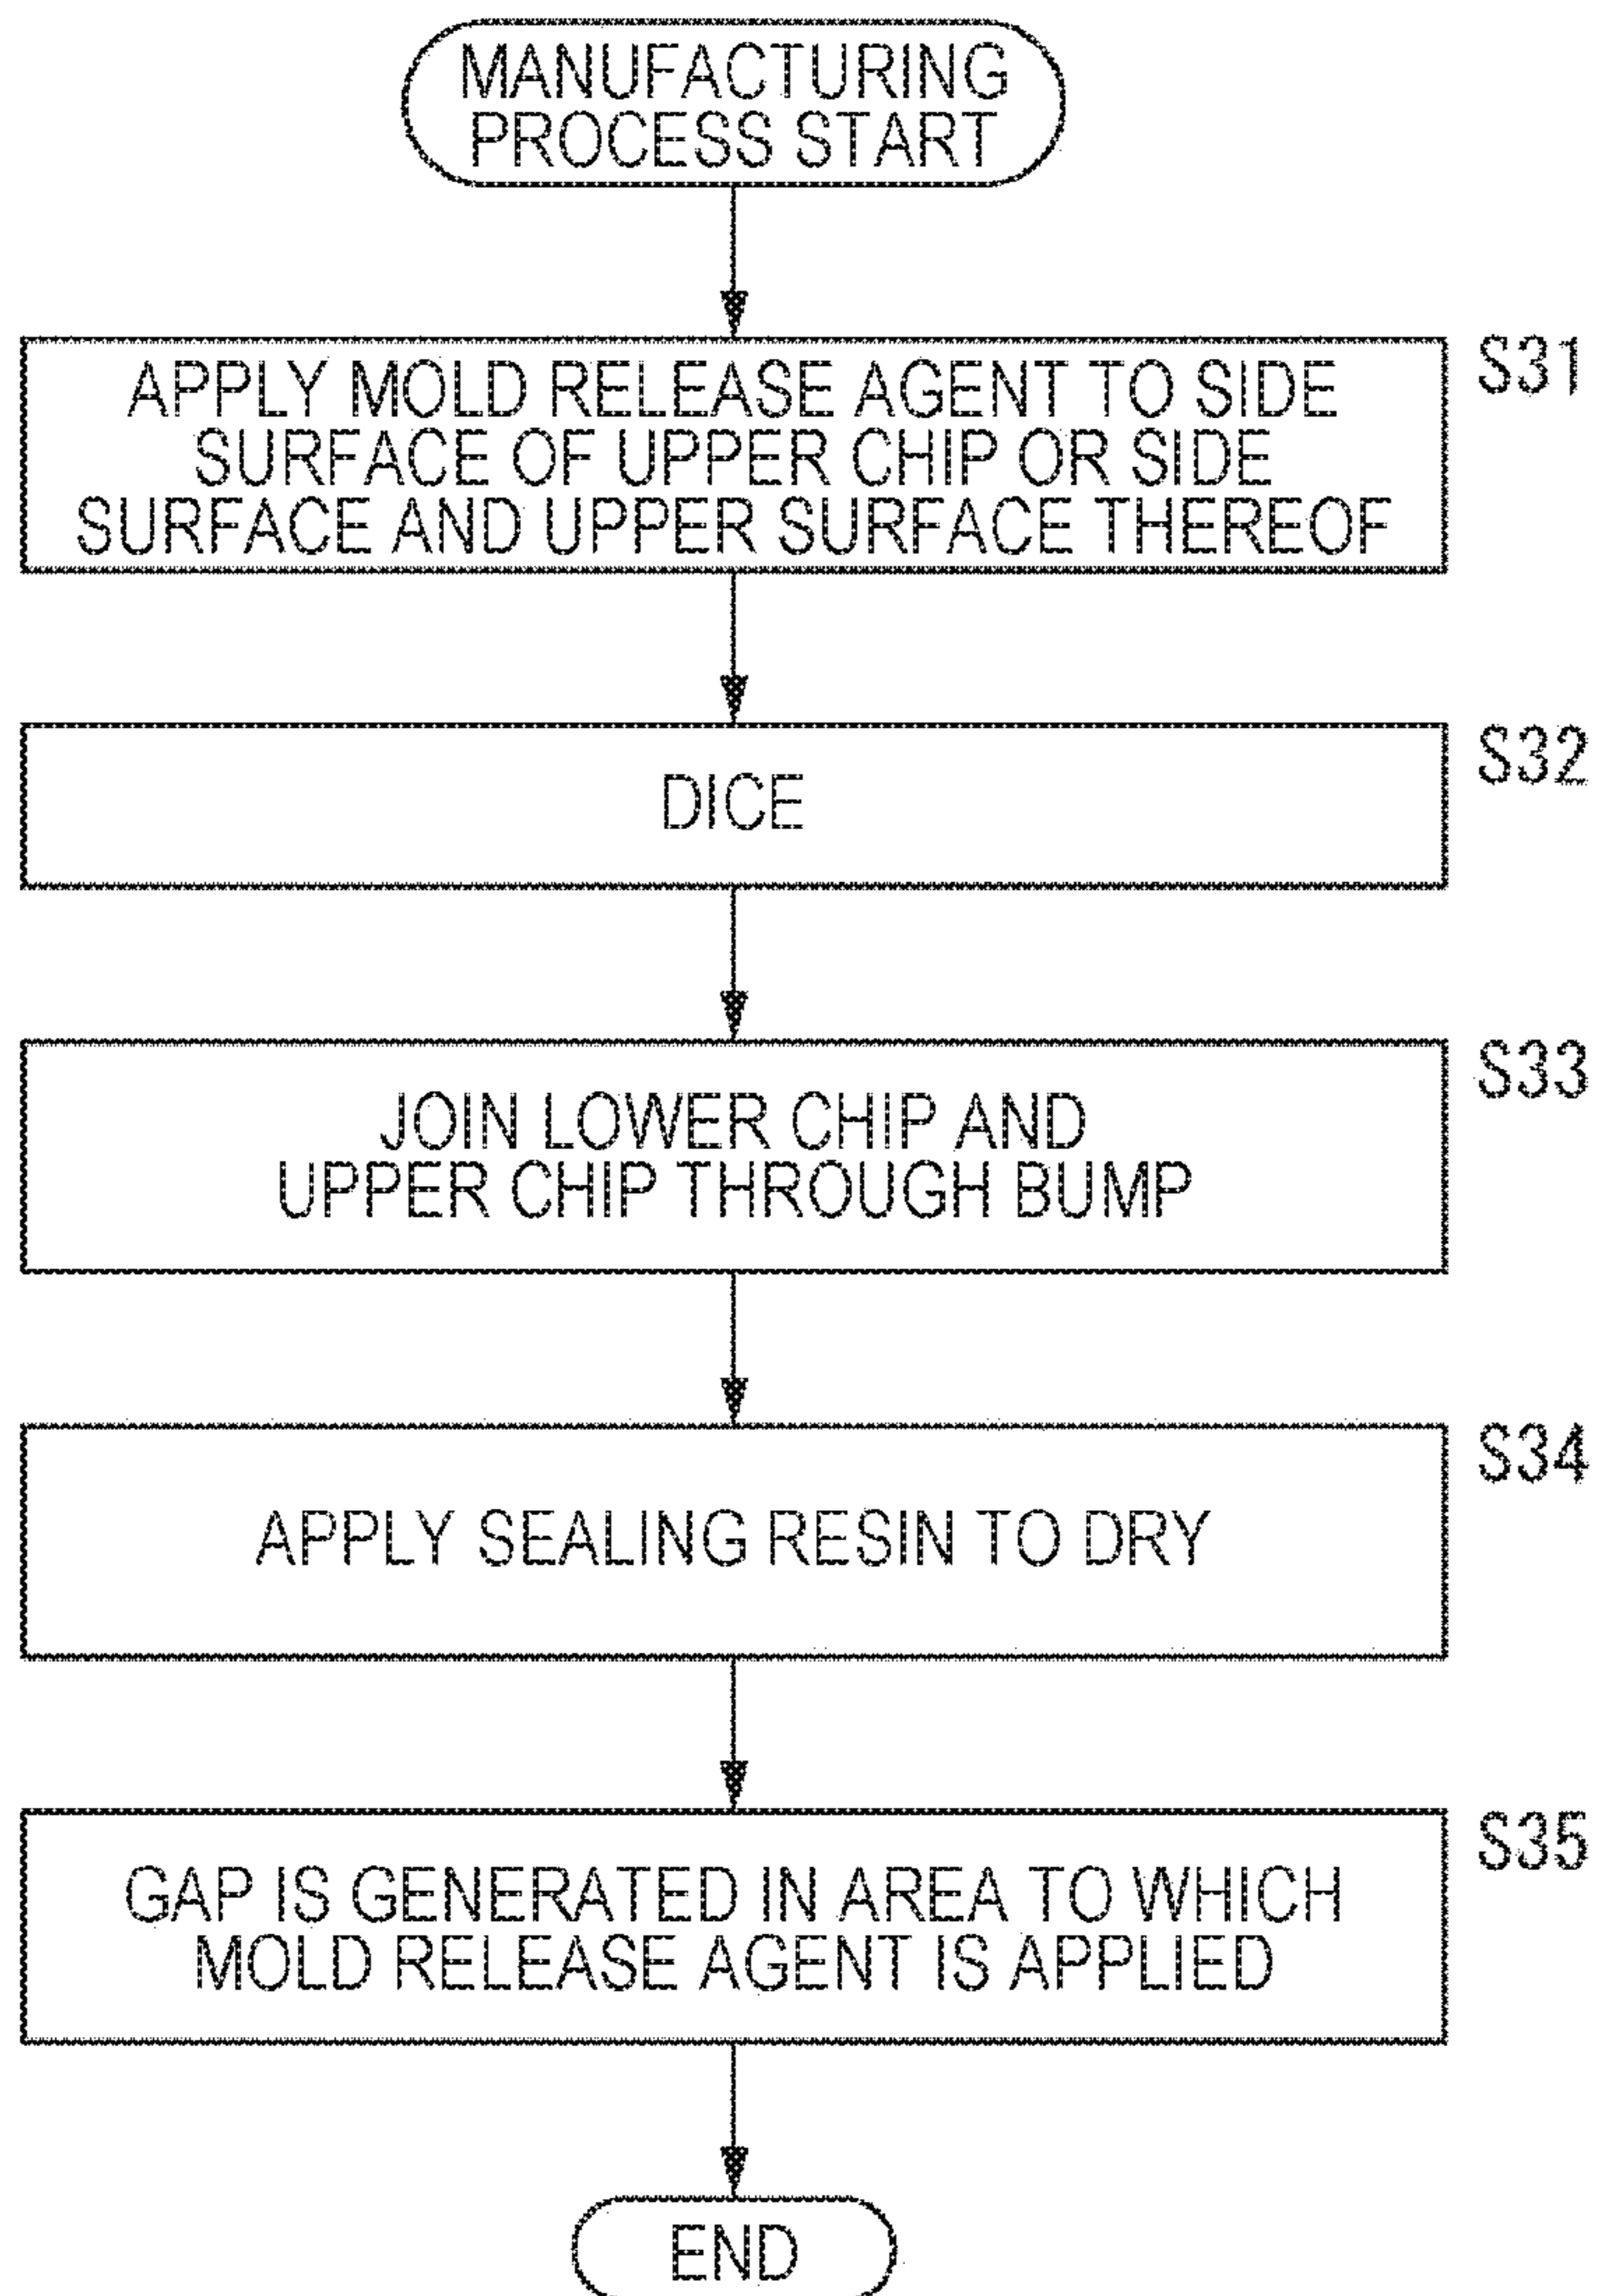 MANUFACTURING
PROCESS START
S31
APPLY MOLD RELEASE AGENT TO SIDE
SURFACE OF UPPER CHIP OR SIDE
SURFACE AND UPPER SURFACE THEREOF
S32
DICE
S33
JOIN LOWER CHIP AND
UPPER CHIP THROUGH BUMP
S34
APPLY SEALING RESIN TO DRY
S35
GAP IS GENERATED IN AREA TO WHICH
MOLD RELEASE AGENT IS APPLIED
END